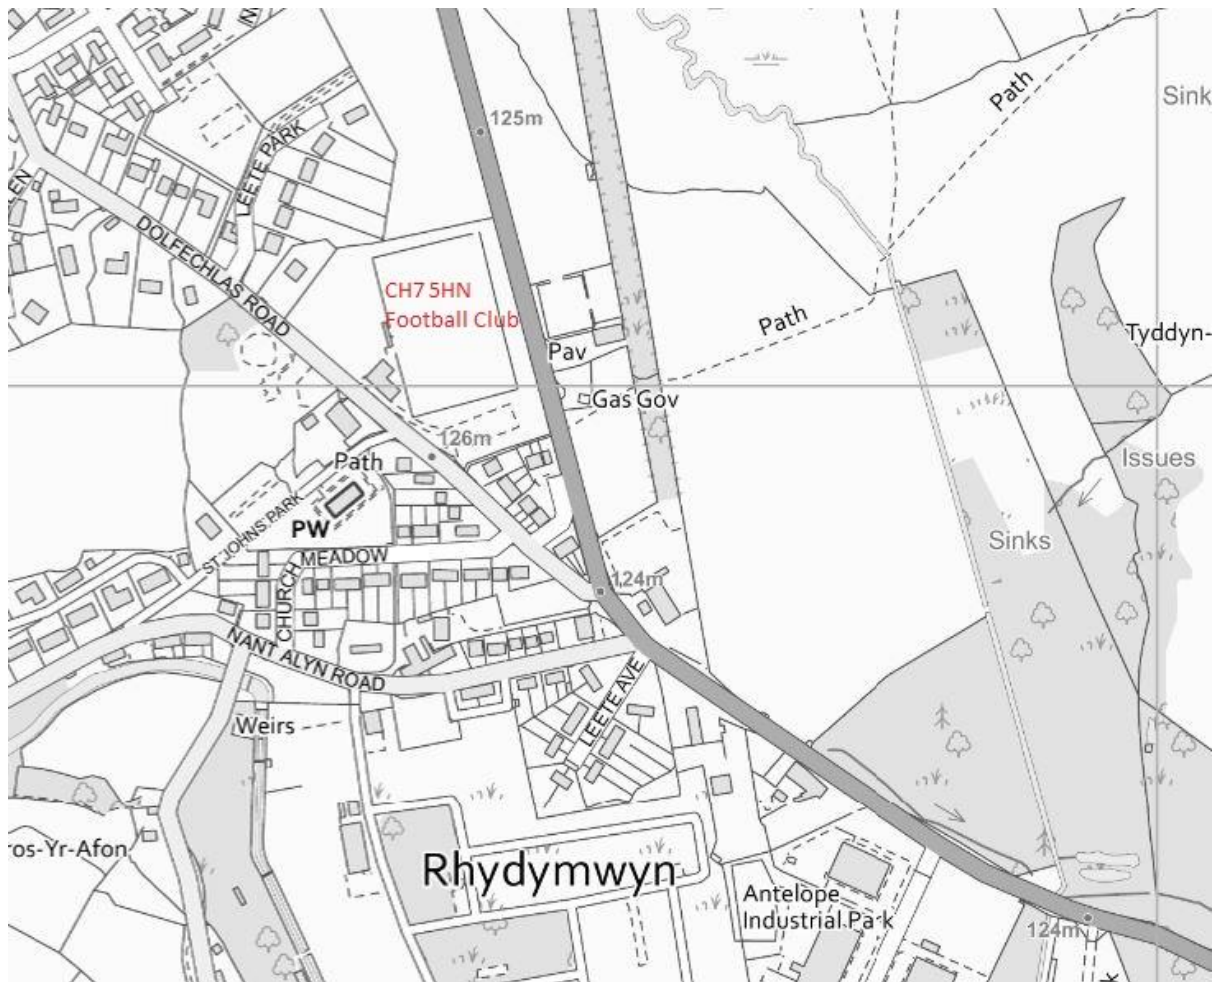 125m
Path
Sink
LEETE PARK
DOLFECHLAS ROAD
CH7 5HN
Football Club
Path
Tyddyn-
Pav
Gas Gov
126m
Path
Issues
ST JOHNS PARK
PW
MEADOW
CHURCH
Sinks
124m
NANT ALYN ROAD
LEETE AVE
Weirs
ros-Yr-Afon
Rhydymwyn
Antelope
Industrial Park
124m